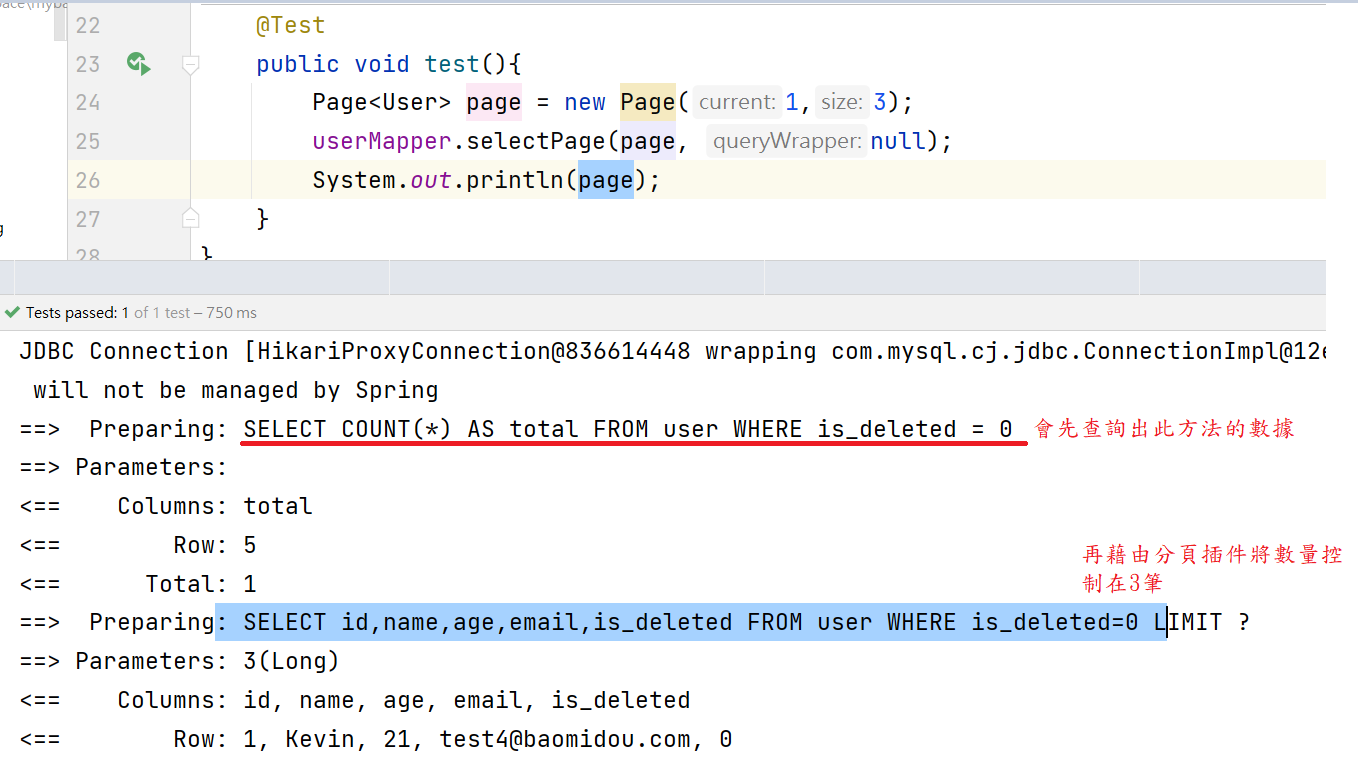 22 @Test
23 public void test(){
24 Page<User> page = new Page( current: 1, size: 3);
25 userMapper.selectPage(page, queryWrapper: null);
26 System.out.println(page);
27 }
28 }
Tests passed: 1 of 1 test – 750 ms
JDBC Connection [HikariProxyConnection@836614448 wrapping com.mysql.cj.jdbc.ConnectionImpl@12
will not be managed by Spring
==> Preparing: SELECT COUNT(*) AS total FROM user WHERE is_deleted = 0 會先查詢出此方法的數據
==> Parameters:
<== Columns: total
<== Row: 5
再藉由分頁插件將數量控
制在3筆
<== Total: 1
==> Preparing: SELECT id,name,age,email,is_deleted FROM user WHERE is_deleted=0 LIMIT ?
==> Parameters: 3(Long)
<== Columns: id, name, age, email, is_deleted
<== Row: 1, Kevin, 21, test4@baomidou.com, 0